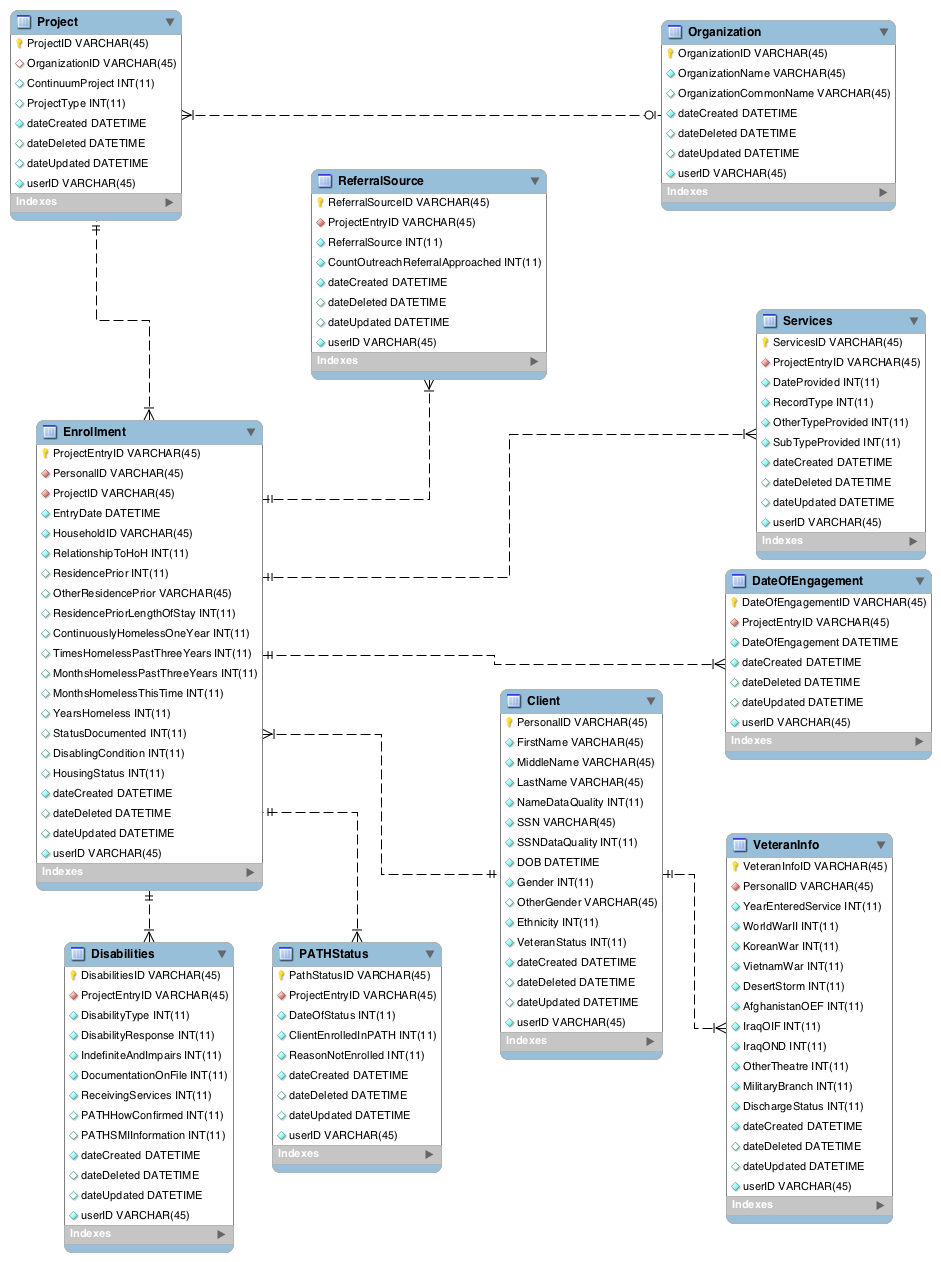 Project
ProjectID VARCHAR(45)
OrganizationID VARCHAR(45)
ContinuumProject INT(11)
ProjectType INT(11)
dateCreated DATETIME
dateDeleted DATETIME
dateUpdated DATETIME
userID VARCHAR(45)
Indexes
Organization
OrganizationID VARCHAR(45)
OrganizationName VARCHAR(45)
OrganizationCommonName VARCHAR(45)
dateCreated DATETIME
dateDeleted DATETIME
dateUpdated DATETIME
userID VARCHAR(45)
Indexes
ReferralSource
ReferralSourceID VARCHAR(45)
ProjectEntryID VARCHAR(45)
ReferralSource INT(11)
CountOutreachReferralApproached INT(11)
dateCreated DATETIME
dateDeleted DATETIME
dateUpdated DATETIME
userID VARCHAR(45)
Indexes
Services
ServicesID VARCHAR(45)
ProjectEntryID VARCHAR(45)
DateProvided INT(11)
RecordType INT(11)
OtherTypeProvided INT(11)
SubTypeProvided INT(11)
dateCreated DATETIME
dateDeleted DATETIME
dateUpdated DATETIME
userID VARCHAR(45)
Indexes
Enrollment
ProjectEntryID VARCHAR(45)
PersonalID VARCHAR(45)
ProjectID VARCHAR(45)
EntryDate DATETIME
HouseholdID VARCHAR(45)
RelationshipToHoH INT(11)
ResidencePrior INT(11)
OtherResidencePrior VARCHAR(45)
ResidencePriorLengthOfStay INT(11)
ContinuouslyHomelessOneYear INT(11)
TimesHomelessPastThreeYears INT(11)
MonthsHomelessPastThreeYears INT(11)
MonthsHomelessThisTime INT(11)
YearsHomeless INT(11)
StatusDocumented INT(11)
DisablingCondition INT(11)
HousingStatus INT(11)
dateCreated DATETIME
dateDeleted DATETIME
dateUpdated DATETIME
userID VARCHAR(45)
Indexes
DateOfEngagement
DateOfEngagementID VARCHAR(45)
ProjectEntryID VARCHAR(45)
DateOfEngagement DATETIME
dateCreated DATETIME
dateDeleted DATETIME
dateUpdated DATETIME
userID VARCHAR(45)
Indexes
Client
PersonalID VARCHAR(45)
FirstName VARCHAR(45)
MiddleName VARCHAR(45)
LastName VARCHAR(45)
NameDataQuality INT(11)
SSN VARCHAR(45)
SSNDataQuality INT(11)
DOB DATETIME
Gender INT(11)
OtherGender VARCHAR(45)
Ethnicity INT(11)
VeteranStatus INT(11)
dateCreated DATETIME
dateDeleted DATETIME
dateUpdated DATETIME
userID VARCHAR(45)
Indexes
VeteranInfo
VeteranInfoID VARCHAR(45)
PersonalID VARCHAR(45)
YearEnteredService INT(11)
WorldWarII INT(11)
KoreanWar INT(11)
VietnamWar INT(11)
DesertStorm INT(11)
AfghanistanOEF INT(11)
IraqOIF INT(11)
IraqOND INT(11)
OtherTheatre INT(11)
MilitaryBranch INT(11)
DischargeStatus INT(11)
dateCreated DATETIME
dateDeleted DATETIME
dateUpdated DATETIME
userID VARCHAR(45)
Indexes
Disabilities
DisabilitiesID VARCHAR(45)
ProjectEntryID VARCHAR(45)
DisabilityType INT(11)
DisabilityResponse INT(11)
IndefiniteAndImpairs INT(11)
DocumentationOnFile INT(11)
ReceivingServices INT(11)
PATHHowConfirmed INT(11)
PATHSMIInformation INT(11)
dateCreated DATETIME
dateDeleted DATETIME
dateUpdated DATETIME
userID VARCHAR(45)
Indexes
PATHStatus
PathStatusID VARCHAR(45)
ProjectEntryID VARCHAR(45)
DateOfStatus INT(11)
ClientEnrolledInPATH INT(11)
ReasonNotEnrolled INT(11)
dateCreated DATETIME
dateDeleted DATETIME
dateUpdated DATETIME
userID VARCHAR(45)
Indexes